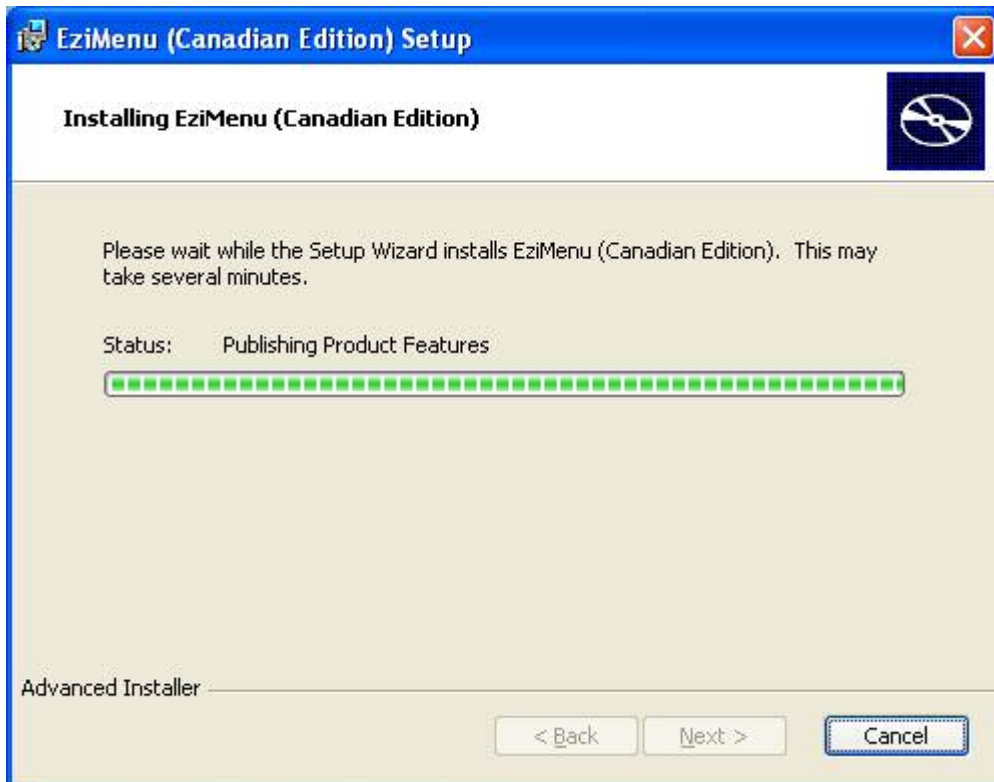 EziMenu (Canadian Edition) Setup
Installing EziMenu (Canadian Edition)
Please wait while the Setup Wizard installs EziMenu (Canadian Edition).  This may
take several minutes.
Status: Publishing Product Features
Advanced Installer
< Back Next > Cancel